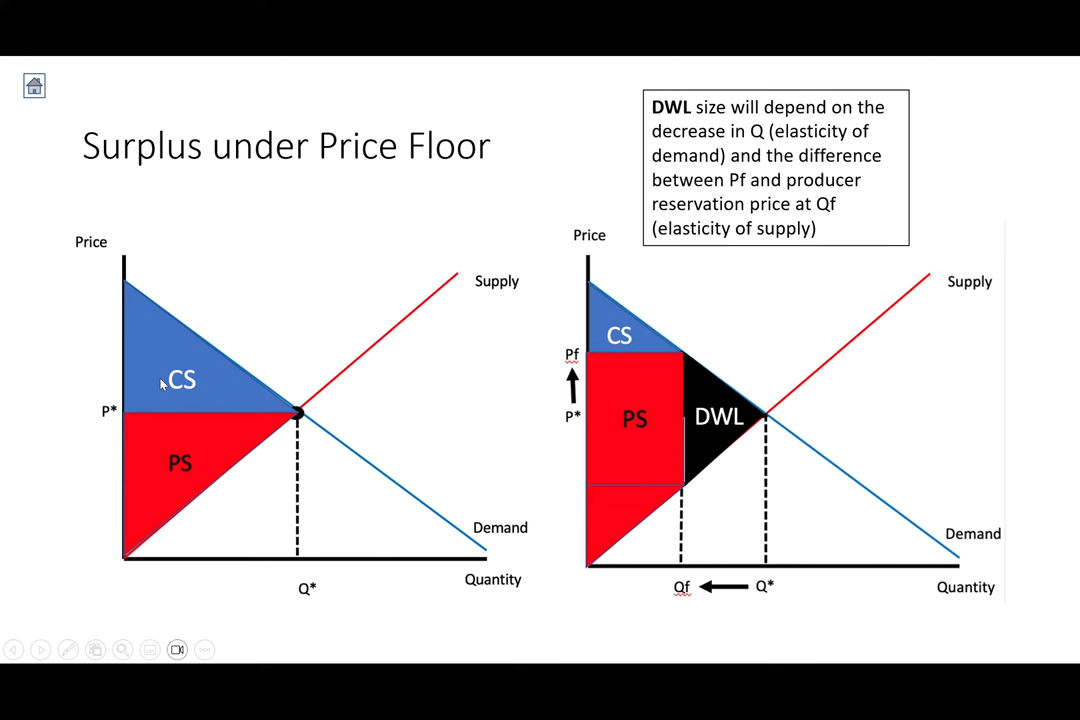 Surplus under Price Floor
DWL size will depend on the
decrease in Q (elasticity of
demand) and the difference
between Pf and producer
reservation price at Qf
(elasticity of supply)
Price
Supply
CS
P*
PS
Demand
Quantity
Q*
Price
Supply
CS
Pf
P*
PS
DWL
Demand
Quantity
Qf
Q*